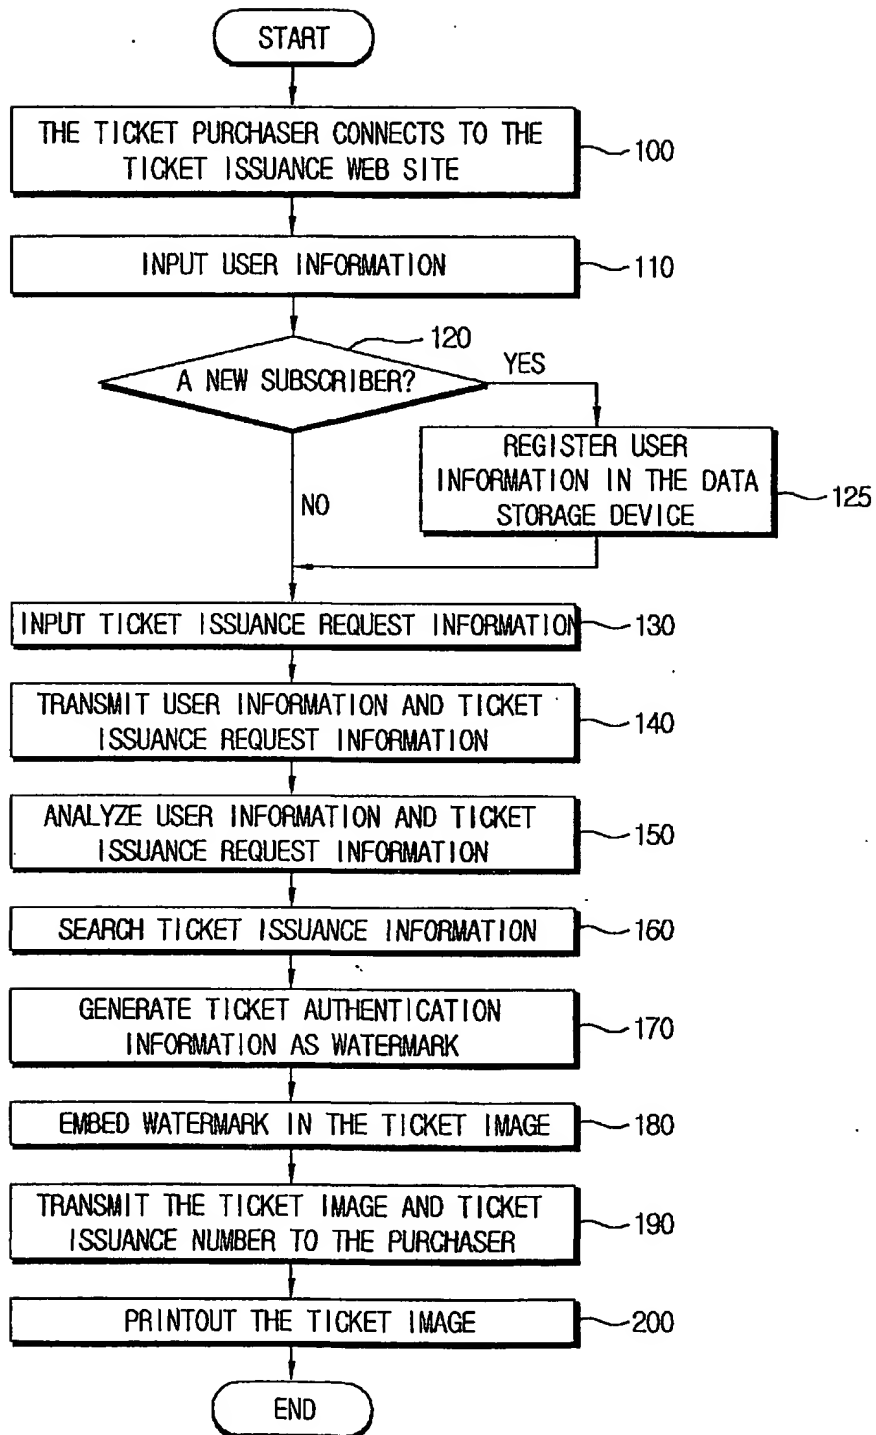 START
THE TICKET PURCHASER CONNECTS TO THE
TICKET ISSUANCE WEB SITE
100
INPUT USER INFORMATION
110
120
A NEW SUBSCRIBER?
YES
REGISTER USER
INFORMATION IN THE DATA
STORAGE DEVICE
125
NO
INPUT TICKET ISSUANCE REQUEST INFORMATION
130
TRANSMIT USER INFORMATION AND TICKET
ISSUANCE REQUEST INFORMATION
140
ANALYZE USER INFORMATION AND TICKET
ISSUANCE REQUEST INFORMATION
150
SEARCH TICKET ISSUANCE INFORMATION
160
GENERATE TICKET AUTHENTICATION
INFORMATION AS WATERMARK
170
EMBED WATERMARK IN THE TICKET IMAGE
180
TRANSMIT THE TICKET IMAGE AND TICKET
ISSUANCE NUMBER TO THE PURCHASER
190
PRINTOUT THE TICKET IMAGE
200
END